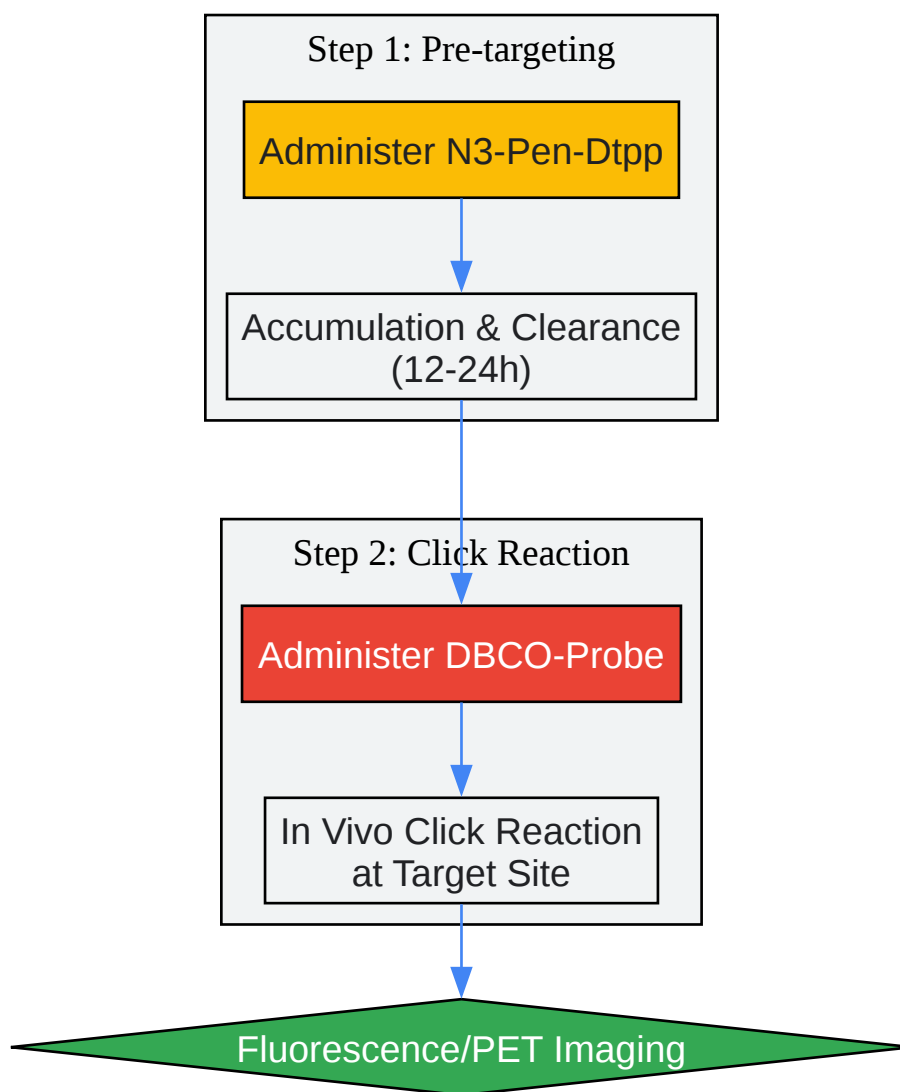 Step 1: Pre-targeting
Administer N3-Pen-Dtpp
Accumulation & Clearance
(12-24h)
Step 2: Click Reaction
Administer DBCO-Probe
In Vivo Click Reaction
at Target Site
Fluorescence/PET Imaging